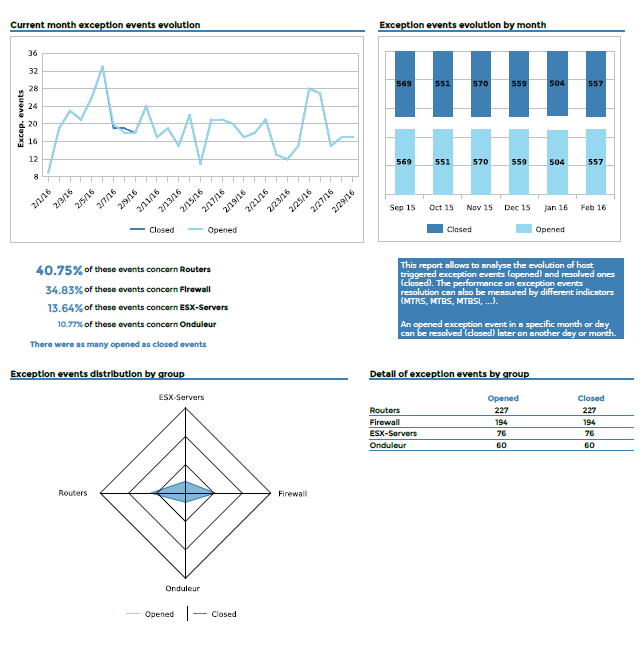 Current month exception events evolution
Excep. events
36
32
28
24
20
16
12
8
2/1/16
2/3/16
2/5/16
2/7/16
2/9/16
2/11/16
2/13/16
2/15/16
2/17/16
2/19/16
2/21/16
2/23/16
2/25/16
2/27/16
2/29/16
Closed Opened
Exception events evolution by month
569 551 570 559 504 557
569 551 570 559 504 557
Sep 15 Oct 15 Nov 15 Dec 15 Jan 16 Feb 16
Closed Opened
40.75% of these events concern Routers
34.83% of these events concern Firewall
13.64% of these events concern ESX-Servers
10.77% of these events concern Onduleur
There were as many opened as closed events
This report allows to analyse the evolution of host
triggered exception events (opened) and resolved ones
(closed). The performance on exception events
resolution can also be measured by different indicators
(MTRS, MTBS, MTBSI, ...).
An opened exception event in a specific month or day
can be resolved (closed) later on another day or month.
Exception events distribution by group
ESX-Servers
Routers
Firewall
Onduleur
Opened Closed
Detail of exception events by group
Opened Closed
Routers 227 227
Firewall 194 194
ESX-Servers 76 76
Onduleur 60 60